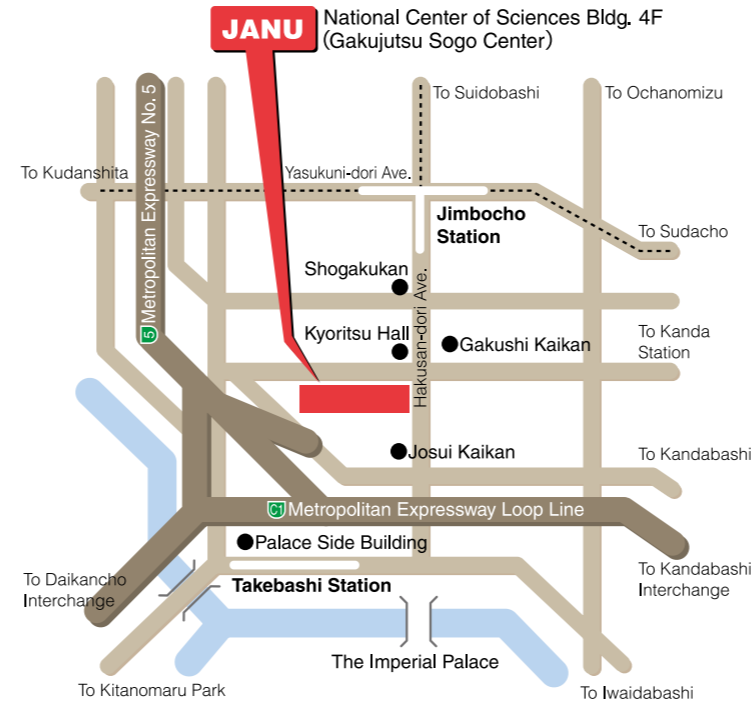 JANU
National Center of Sciences Bldg. 4F
(Gakujutsu Sogo Center)
To Suidobashi
To Ochanomizu
Metropolitan Expressway No. 5
5
To Kudanshita
Yasukuni-dori Ave.
Jimbocho
Station
To Sudacho
Shogakukan
Hakusan-dori Ave.
Kyoritsu Hall
Gakushi Kaikan
To Kanda
Station
Josui Kaikan
To Kandabashi
C1
Metropolitan Expressway Loop Line
Palace Side Building
To Daikancho
Interchange
Takebashi Station
To Kandabashi
Interchange
The Imperial Palace
To Kitanomaru Park
To Iwaidabashi